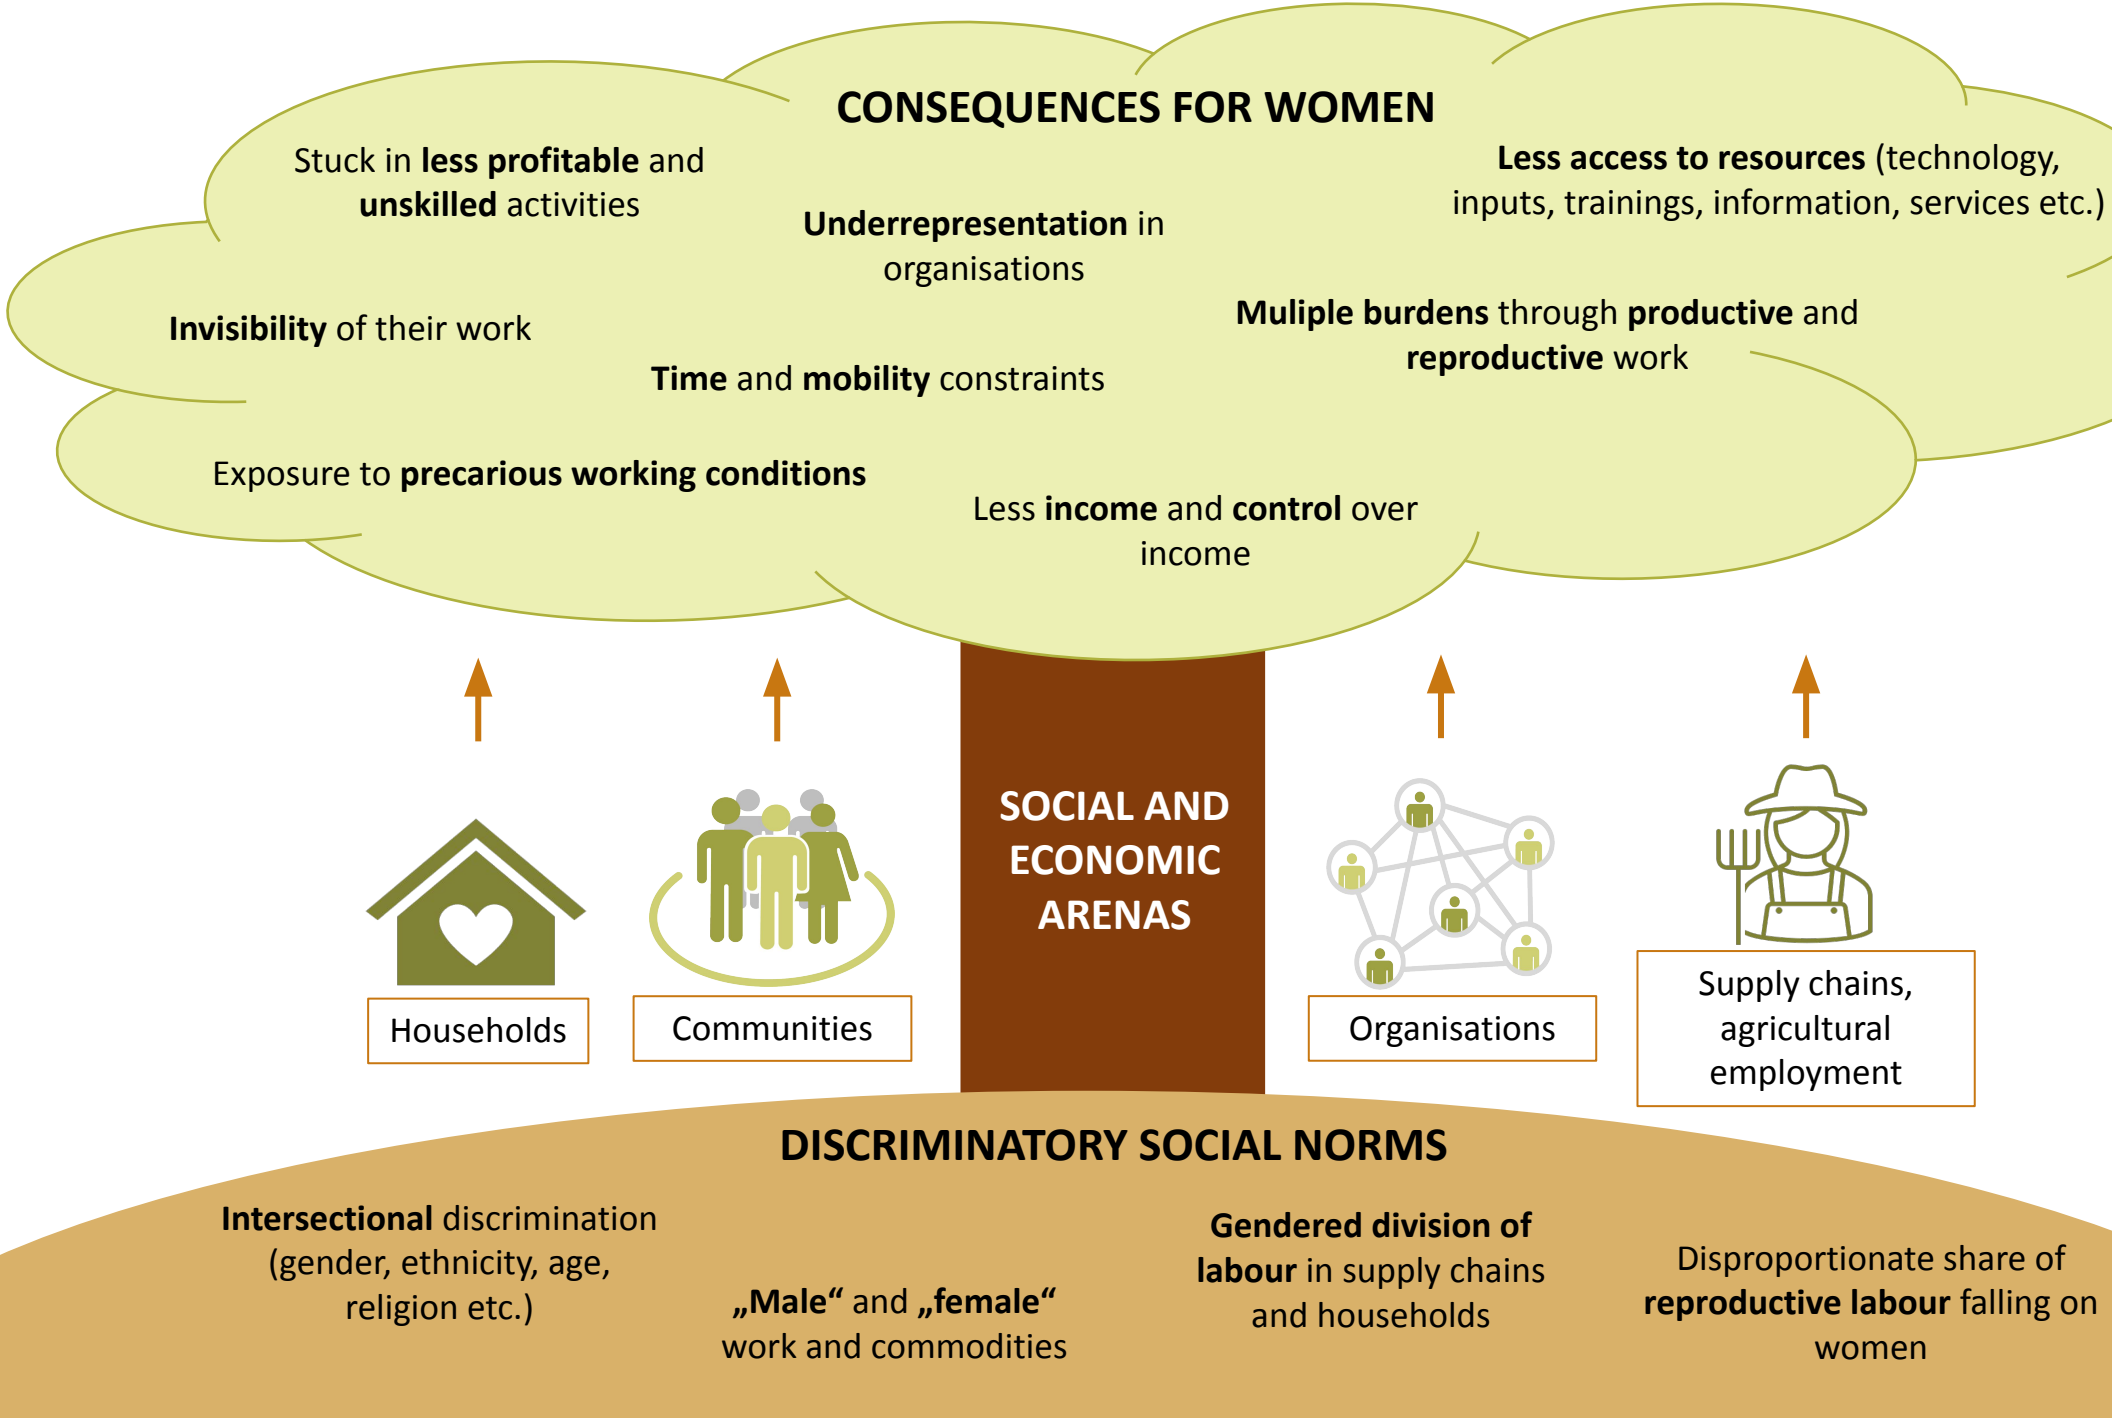 CONSEQUENCES FOR WOMEN
Stuck in less profitable and
unskilled activities
Underrepresentation in
organisations
Less access to resources (technology,
inputs, trainings, information, services etc.)
Invisibility of their work
Time and mobility constraints
Muliple burdens through productive and
reproductive work
Exposure to precarious working conditions
Less income and control over
income
SOCIAL AND
ECONOMIC
ARENAS
Households
Communities
Organisations
Supply chains,
agricultural
employment
DISCRIMINATORY SOCIAL NORMS
Intersectional discrimination
(gender, ethnicity, age,
religion etc.)
„Male“ and „female“
work and commodities
Gendered division of
labour in supply chains
and households
Disproportionate share of
reproductive labour falling on
women